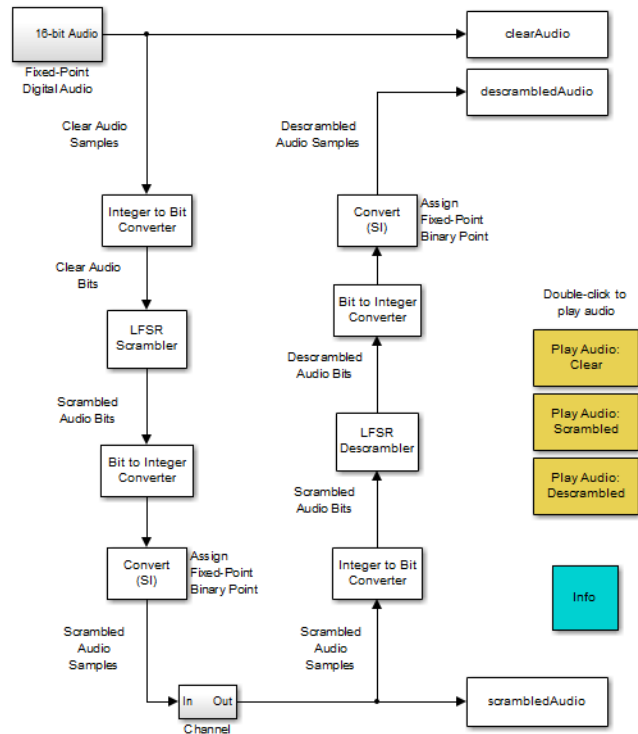 16-bit Audio
Fixed-Point
Digital Audio
clearAudio
descrambledAudio
Clear Audio
Samples
Descrambled
Audio Samples
Integer to Bit
Converter
Convert
(SI)
Assign
Fixed-Point
Binary Point
Clear Audio
Bits
LFSR
Scrambler
Bit to Integer
Converter
Double-click to
play audio
Play Audio:
Clear
Descrambled
Audio Bits
Scrambled
Audio Bits
LFSR
Descrambler
Play Audio:
Scrambled
Bit to Integer
Converter
Play Audio:
Descrambled
Scrambled
Audio Bits
Convert
(SI)
Assign
Fixed-Point
Binary Point
Integer to Bit
Converter
Info
Scrambled
Audio
Samples
Scrambled
Audio
Samples
In Out
Channel
scrambledAudio